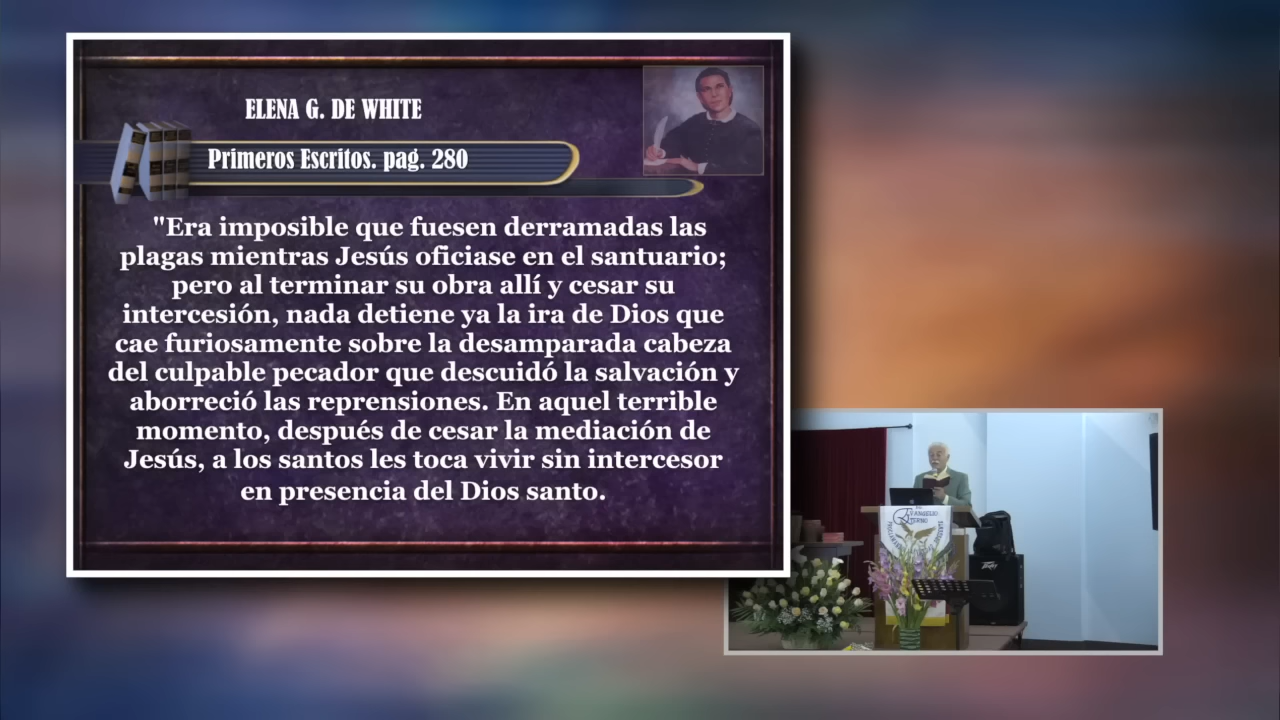 ELENA G. DE WHITE
Primeros Escritos. pag. 280
"Era imposible que fuesen derramadas las
plagas mientras Jesús oficiase en el santuario;
pero al terminar su obra allí y cesar su
intercesión, nada detiene ya la ira de Dios que
cae furiosamente sobre la desamparada cabeza
del culpable pecador que descuidó la salvación y
aborreció las reprensiones. En aquel terrible
momento, después de cesar la mediación de
Jesús, a los santos les toca vivir sin intercesor
en presencia del Dios santo.
EVANGELIO
ETERNO
PEAVEY